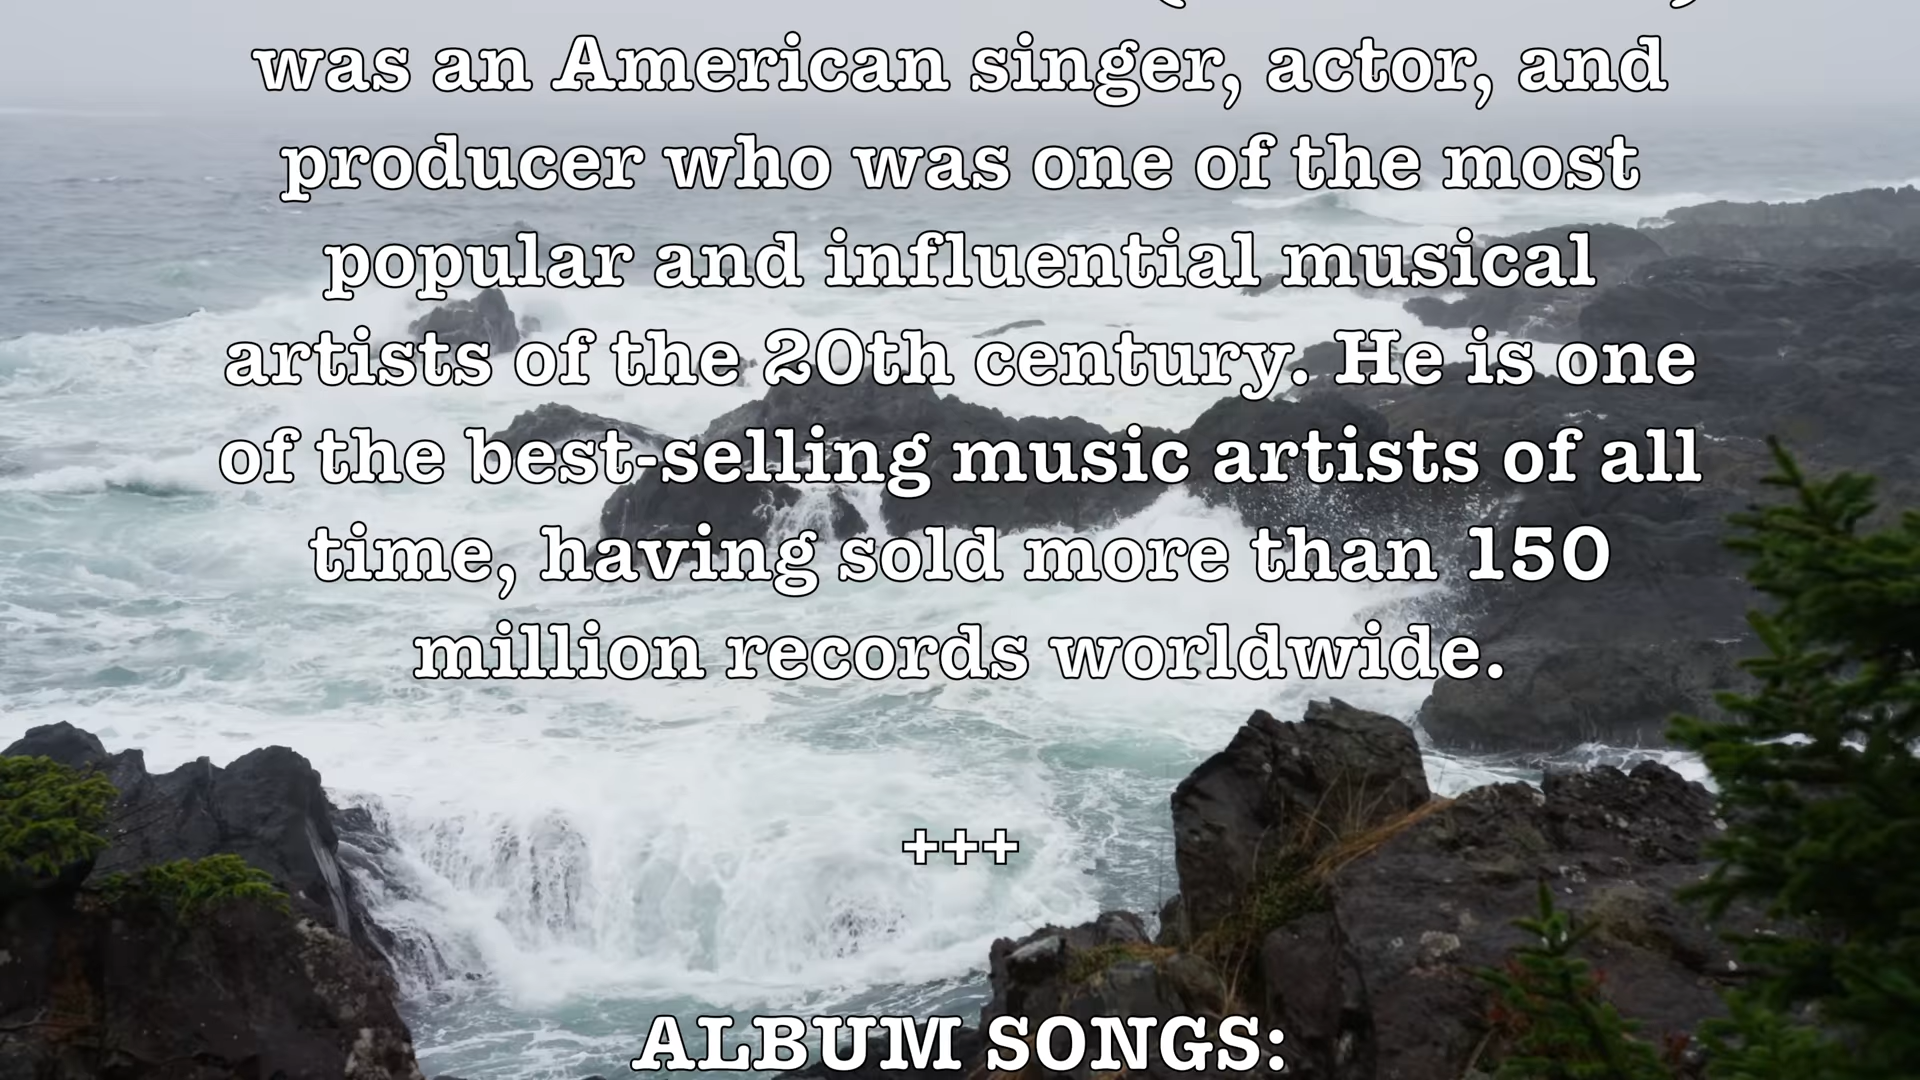 was an American singer, actor, and
producer who was one of the most
popular and influential musical
artists of the 20th century. He is one
of the best-selling music artists of all
time, having sold more than 150
million records worldwide.
+++
ALBUM SONGS: